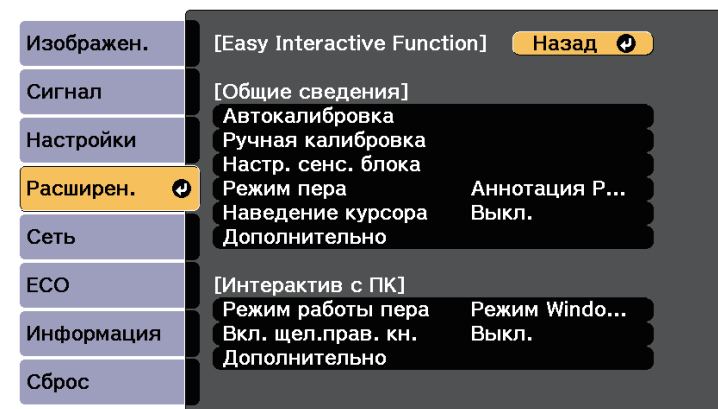 Изображен.
Сигнал
Настройки
Расширен.
Сеть
ECO
Информация
Сброс
[Easy Interactive Function] Назад
[Общие сведения]
Автокалибровка
Ручная калибровка
Настр. сенс. блока
Режим пера Аннотация P...
Наведение курсора Выкл.
Дополнительно
[Интерактив с ПК]
Режим работы пера Режим Windo...
Вкл. щел.прав. кн. Выкл.
Дополнительно